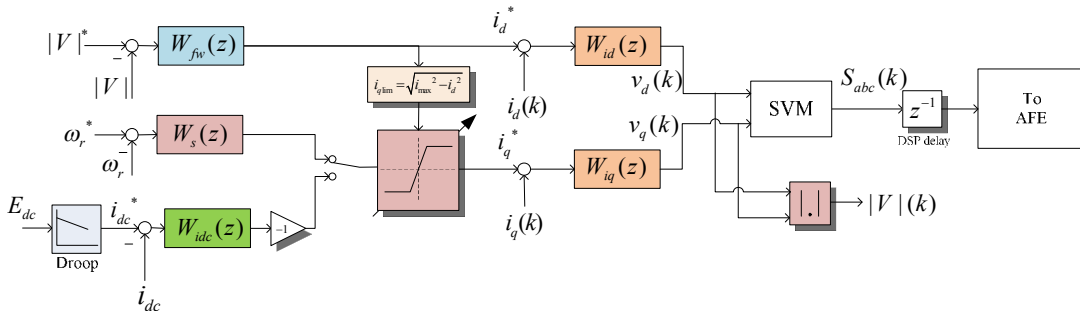 |V|*
−
|V|
W_fw(z)
i_d*
W_id(z)
i_qlim = √(i_max² − i_d²)
i_d(k)
v_d(k)
S_abc(k)
SVM
z⁻¹
DSP delay
To
AFE
ω_r*
−
ω_r
W_s(z)
i_q*
v_q(k)
W_iq(z)
i_q(k)
|.|
|V|(k)
E_dc
Droop
i_dc*
−
i_dc
W_idc(z)
-1